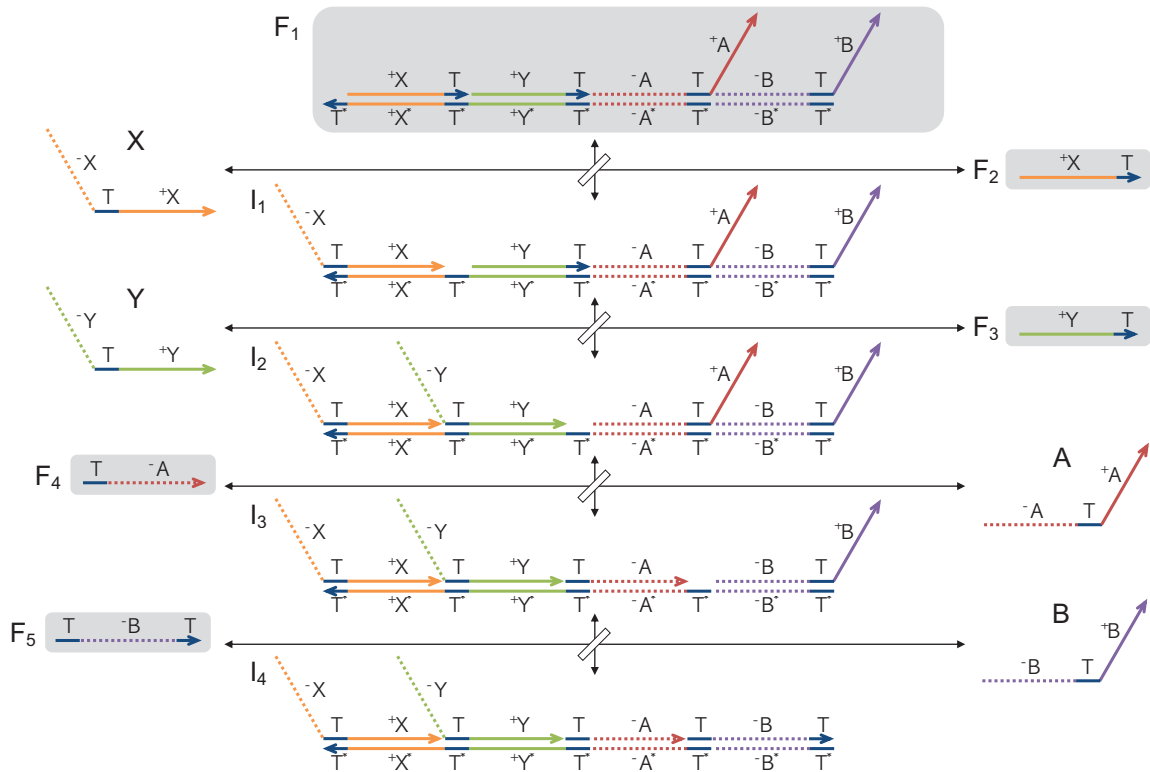 F₁
⁺A ⁺B
⁺X T ⁺Y T ⁻A T ⁻B T
T* ⁺X* T* ⁺Y* T* ⁻A* T* ⁻B* T*
X
⁻X
T ⁺X
F₂
⁺X T
I₁
⁻X ⁺A ⁺B
T ⁺X ⁺Y T ⁻A T ⁻B T
T* ⁺X* T* ⁺Y* T* ⁻A* T* ⁻B* T*
Y
⁻Y
T ⁺Y
F₃
⁺Y T
I₂
⁻X ⁻Y ⁺A ⁺B
T ⁺X T ⁺Y ⁻A T ⁻B T
T* ⁺X* T* ⁺Y* T* ⁻A* T* ⁻B* T*
F₄
T ⁻A
A
⁺A
⁻A T
I₃
⁻X ⁻Y ⁺B
T ⁺X T ⁺Y T ⁻A ⁻B T
T* ⁺X* T* ⁺Y* T* ⁻A* T* ⁻B* T*
F₅
T ⁻B T
B
⁺B
⁻B T
I₄
⁻X ⁻Y
T ⁺X T ⁺Y T ⁻A T ⁻B T
T* ⁺X* T* ⁺Y* T* ⁻A* T* ⁻B* T*